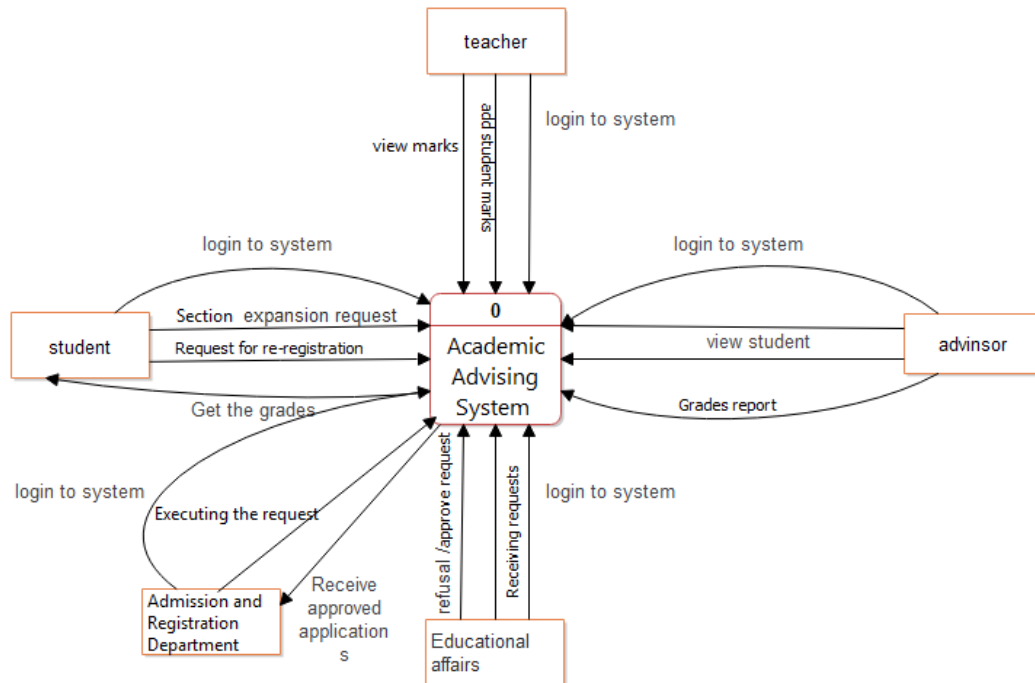 teacher
view marks
add student marks
login to system
login to system
login to system
0
Academic
Advising
System
student
Section expansion request
Request for re-registration
Get the grades
advinsor
view student
Grades report
login to system
Executing the request
Receive
approved
application
s
Admission and
Registration
Department
refusal /approve request
Receiving requests
login to system
Educational
affairs